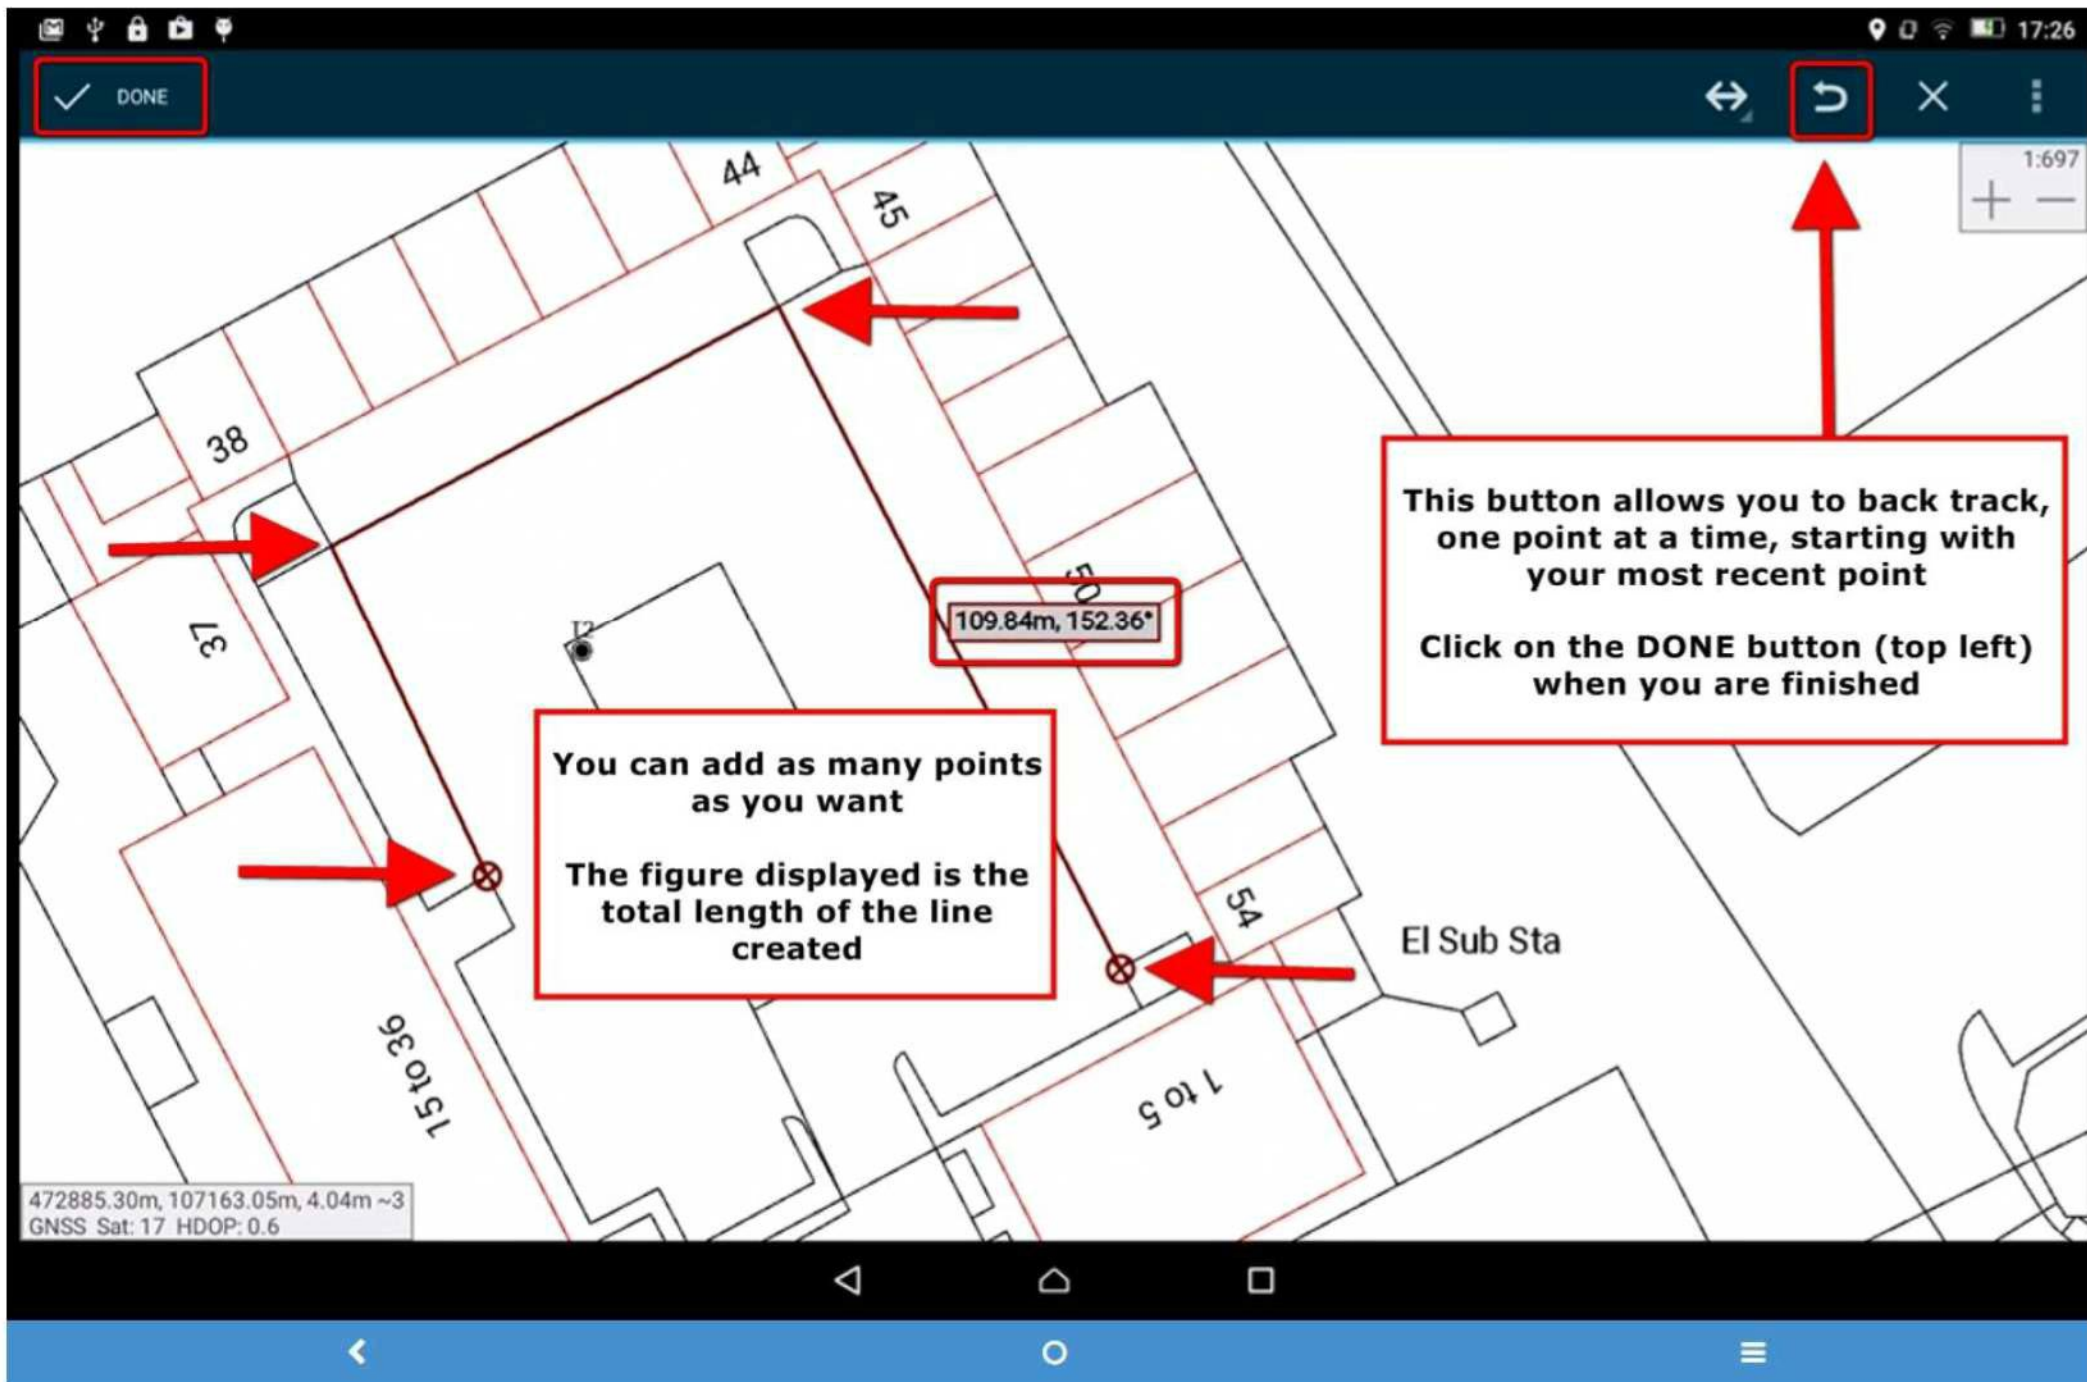 17:26
DONE
1:697
44
45
38
This button allows you to back track,
one point at a time, starting with
your most recent point
Click on the DONE button (top left)
when you are finished
50
109.84m, 152.36°
37
You can add as many points
as you want
The figure displayed is the
total length of the line
created
54
El Sub Sta
15 to 36
1 to 5
472885.30m, 107163.05m, 4.04m ~3
GNSS Sat: 17 HDOP: 0.6